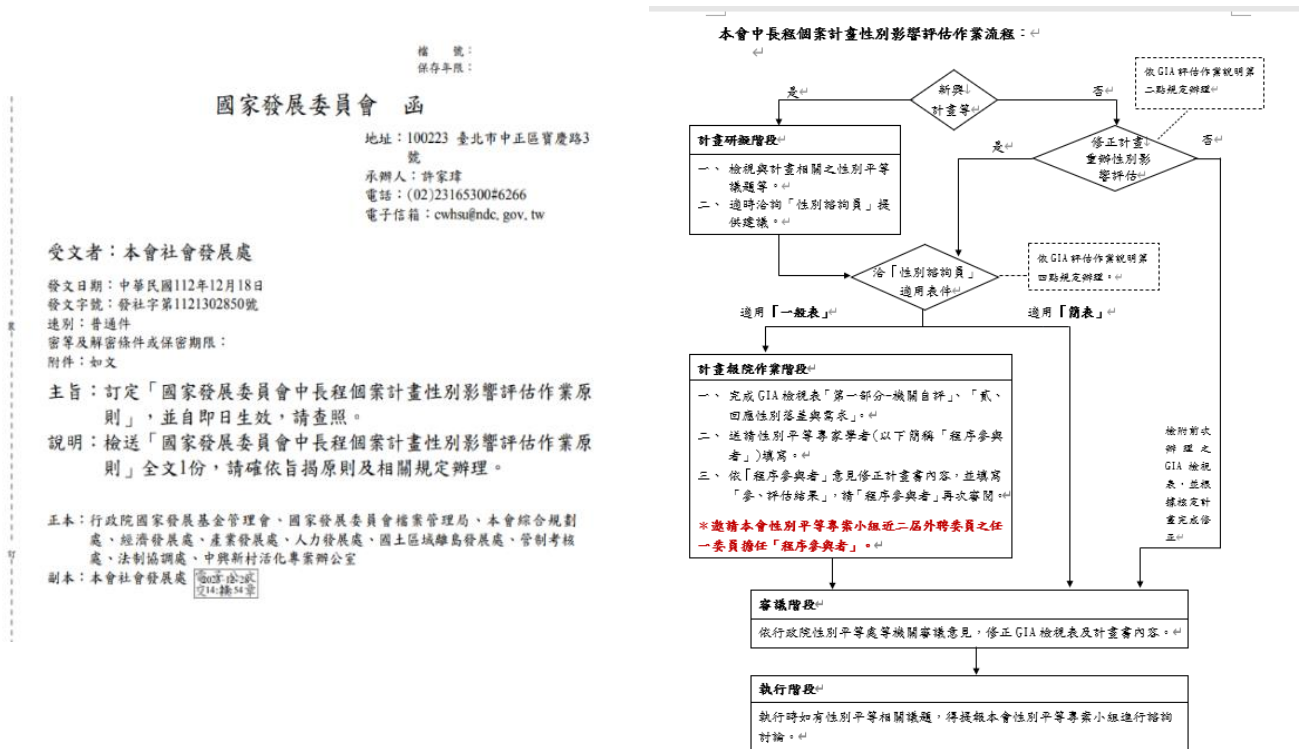 檔　　號：
保存年限：
國家發展委員會　函
地址：100223 臺北市中正區寶慶路3
號
承辦人：許家瑋
電話：(02)23165300#6266
電子信箱：cwhsu@ndc.gov.tw
受文者：本會社會發展處
發文日期：中華民國112年12月18日
發文字號：發社字第1121302850號
速別：普通件
密等及解密條件或保密期限：
附件：如文
主旨：訂定「國家發展委員會中長程個案計畫性別影響評估作業原
則」，並自即日生效，請查照。
說明：檢送「國家發展委員會中長程個案計畫性別影響評估作業原
則」全文1份，請確依旨揭原則及相關規定辦理。
正本：行政院國家發展基金管理會、國家發展委員會檔案管理局、本會綜合規劃
處、經濟發展處、產業發展處、人力發展處、國土區域離島發展處、管制考核
處、法制協調處、中興新村活化專案辦公室
副本：本會社會發展處
裝
訂
本會中長程個案計畫性別影響評估作業流程：
新興
計畫等
是
否
依 GIA 評估作業說明第
二點規定辦理
計畫研擬階段
一、 檢視與計畫相關之性別平等
議題等。
二、 適時洽詢「性別諮詢員」提
供建議。
修正計畫
重辦性別影
響評估
是
否
洽「性別諮詢員」
適用表件
依 GIA 評估作業說明第
四點規定辦理。
適用「一般表」
適用「簡表」
計畫報院作業階段
一、 完成 GIA 檢視表「第一部分-機關自評」、「貳、
回應性別落差與需求」。
二、 送請性別平等專家學者(以下簡稱「程序參與
者」)填寫。
三、 依「程序參與者」意見修正計畫書內容，並填寫
「參、評估結果」，請「程序參與者」再次審閱。
＊邀請本會性別平等專案小組近二屆外聘委員之任
一委員擔任「程序參與者」。
檢附前次
辦理之
GIA 檢視
表，並根
據核定計
畫完成修
正
審議階段
依行政院性別平等處等機關審議意見，修正 GIA 檢視表及計畫書內容。
執行階段
執行時如有性別平等相關議題，得提報本會性別平等專案小組進行諮詢
討論。